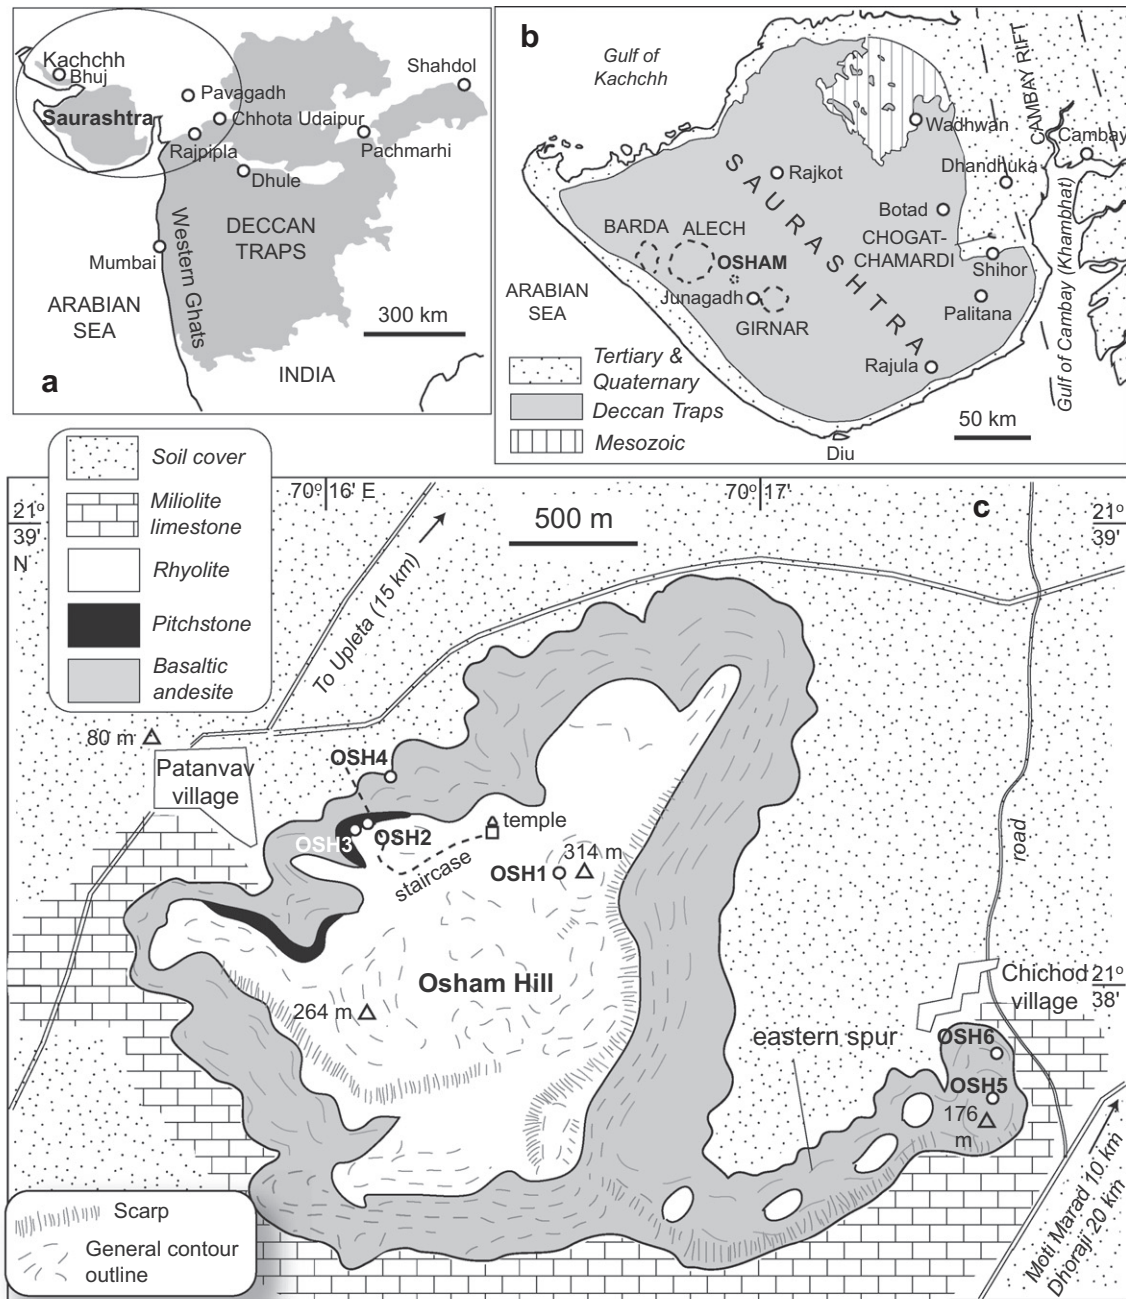 a
Kachchh
Bhuj
Saurashtra
Pavagadh
Chhota Udaipur
Rajpipla
Shahdol
Pachmarhi
Dhule
DECCAN
TRAPS
Western Ghats
Mumbai
ARABIAN
SEA
300 km
INDIA
b
Gulf of
Kachchh
CAMBAY RIFT
Wadhwan
Cambay
Dhandhuka
Rajkot
SAURASHTRA
Botad
BARDA
ALECH
OSHAM
CHOGAT-
CHAMARDI
Shihor
Junagadh
GIRNAR
Palitana
ARABIAN
SEA
Gulf of Cambay (Khambhat)
Rajula
Tertiary &
Quaternary
Deccan Traps
Mesozoic
50 km
Diu
Soil cover
Miliolite
limestone
Rhyolite
Pitchstone
Basaltic
andesite
c
70º 16' E
70º 17'
21º
39'
N
21º
39'
500 m
To Upleta (15 km)
80 m
Patanvav
village
OSH4
OSH3
OSH2
temple
staircase
OSH1
314 m
road
Osham Hill
264 m
Chichod
village
21º
38'
eastern spur
OSH6
OSH5
176
m
Moti Marad 10 km
Dhoraji 20 km
Scarp
General contour
outline